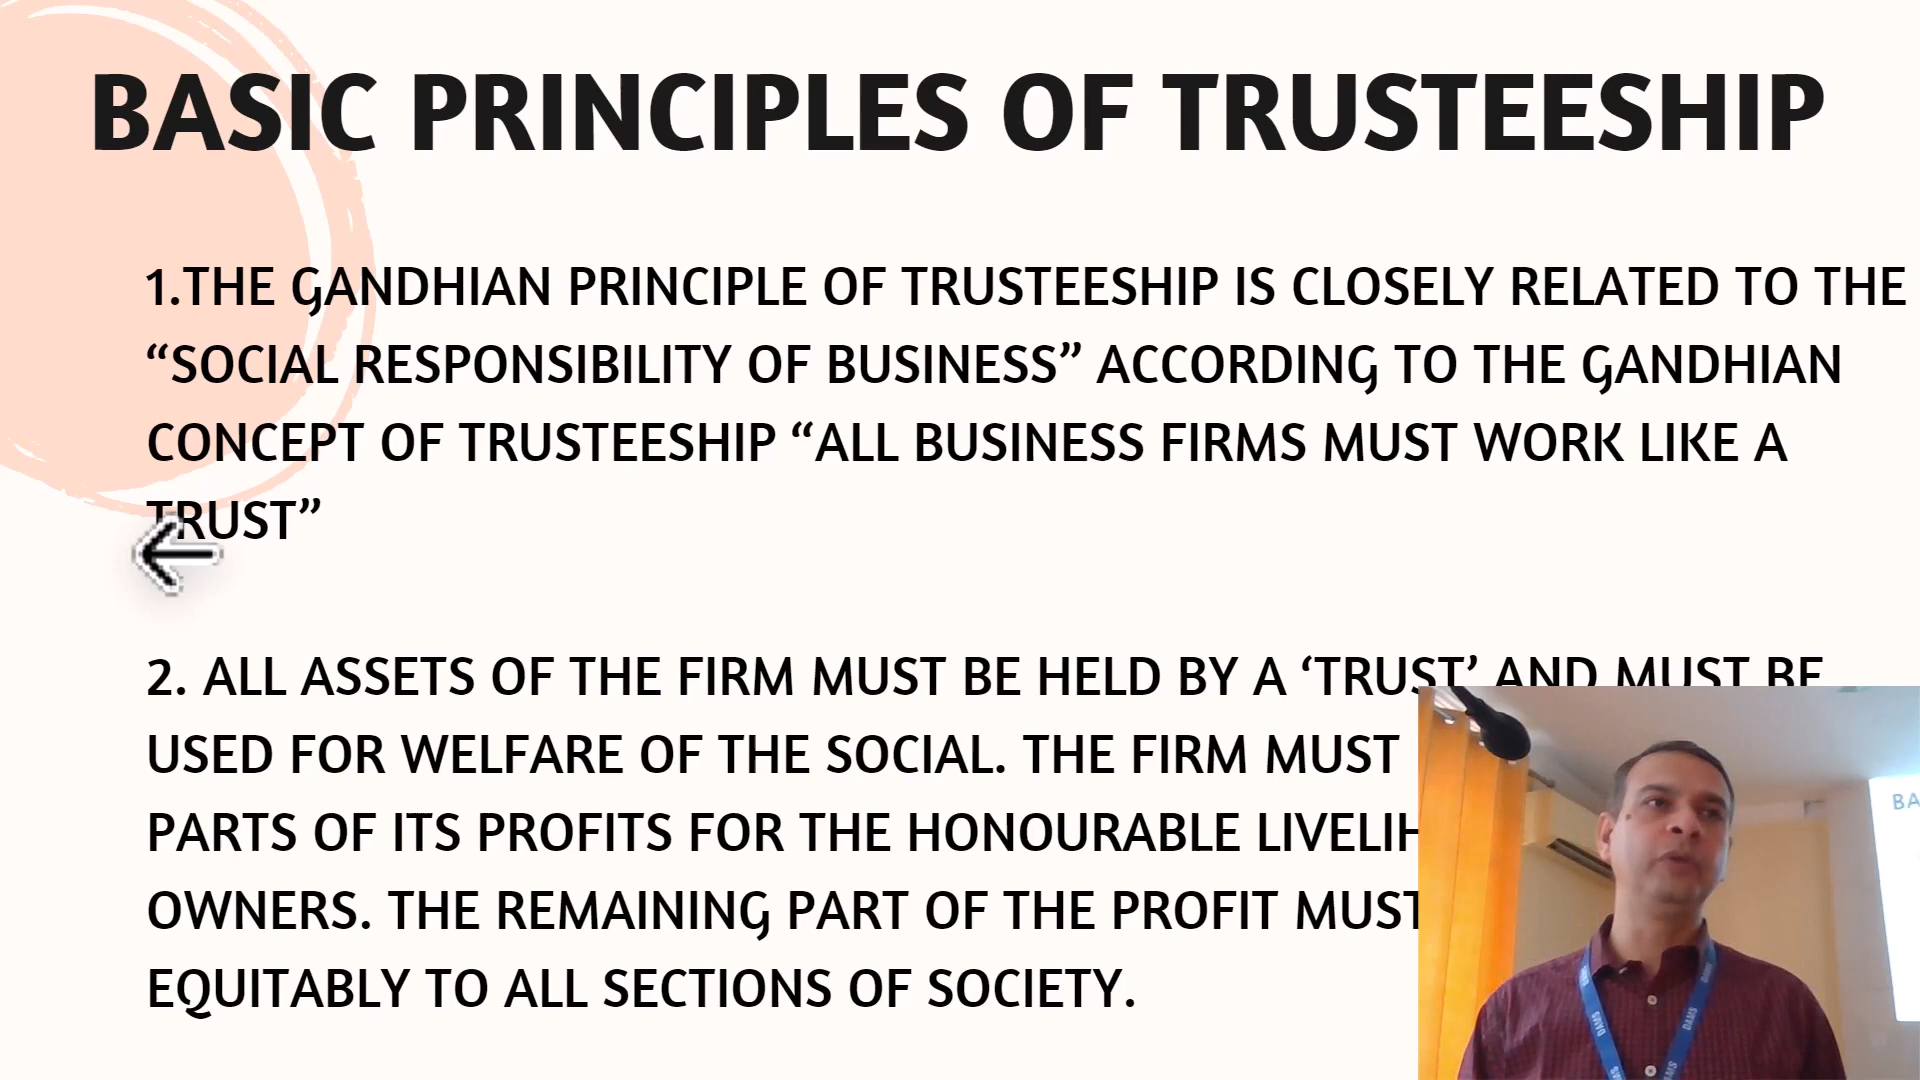 BASIC PRINCIPLES OF TRUSTEESHIP
1.THE GANDHIAN PRINCIPLE OF TRUSTEESHIP IS CLOSELY RELATED TO THE
“SOCIAL RESPONSIBILITY OF BUSINESS” ACCORDING TO THE GANDHIAN
CONCEPT OF TRUSTEESHIP “ALL BUSINESS FIRMS MUST WORK LIKE A
TRUST”
2. ALL ASSETS OF THE FIRM MUST BE HELD BY A ‘TRUST’ AND MUST BE
USED FOR WELFARE OF THE SOCIAL. THE FIRM MUST
PARTS OF ITS PROFITS FOR THE HONOURABLE
OWNERS. THE REMAINING PART OF THE PROFIT MUST
EQUITABLY TO ALL SECTIONS OF SOCIETY.
BA
DAMS
DAMS